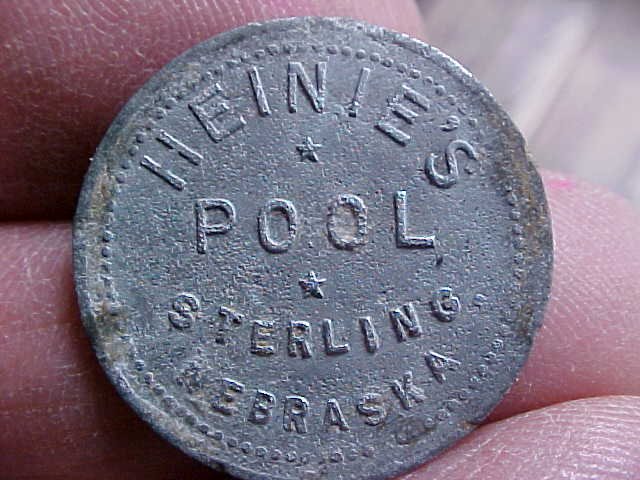 HEINIE'S
POOL
STERLING,
NEBRASKA